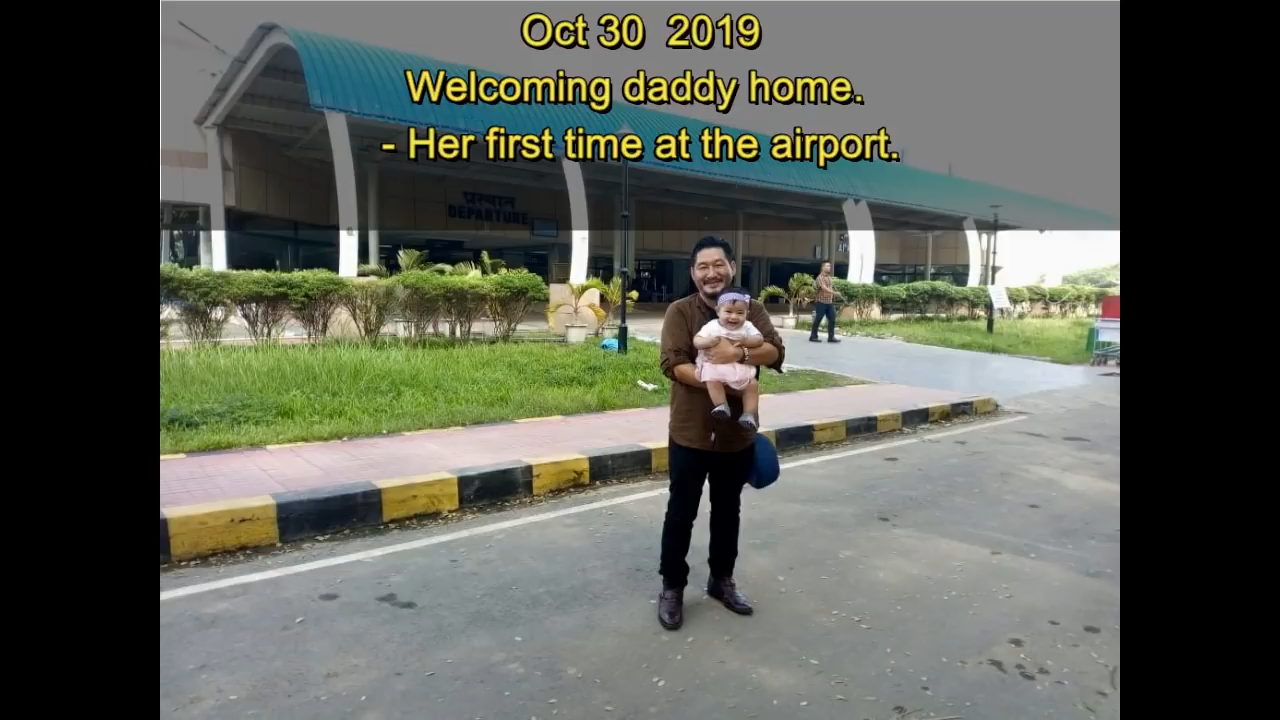 Oct 30 2019
Welcoming daddy home.
- Her first time at the airport.
प्रस्थान
DEPARTURE